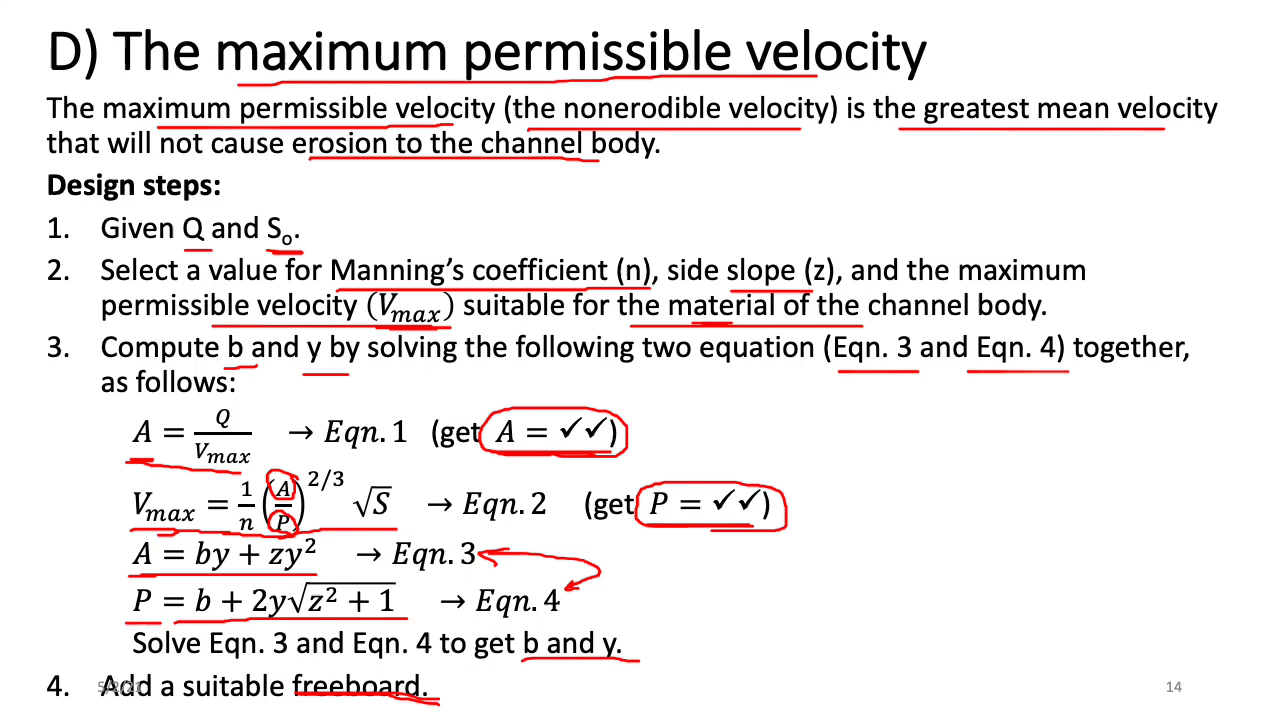 D) The maximum permissible velocity
The maximum permissible velocity (the nonerodible velocity) is the greatest mean velocity
that will not cause erosion to the channel body.
Design steps:
1. Given Q and Sₒ.
2. Select a value for Manning’s coefficient (n), side slope (z), and the maximum
permissible velocity (V_max) suitable for the material of the channel body.
3. Compute b and y by solving the following two equation (Eqn. 3 and Eqn. 4) together,
as follows:
A = Q/V_max → Eqn. 1 (get A = ✓✓)
V_max = 1/n (A/P)^2/3 √S → Eqn. 2 (get P = ✓✓)
A = by + zy² → Eqn. 3
P = b + 2y√(z² + 1) → Eqn. 4
Solve Eqn. 3 and Eqn. 4 to get b and y.
4. Add a suitable freeboard.
14